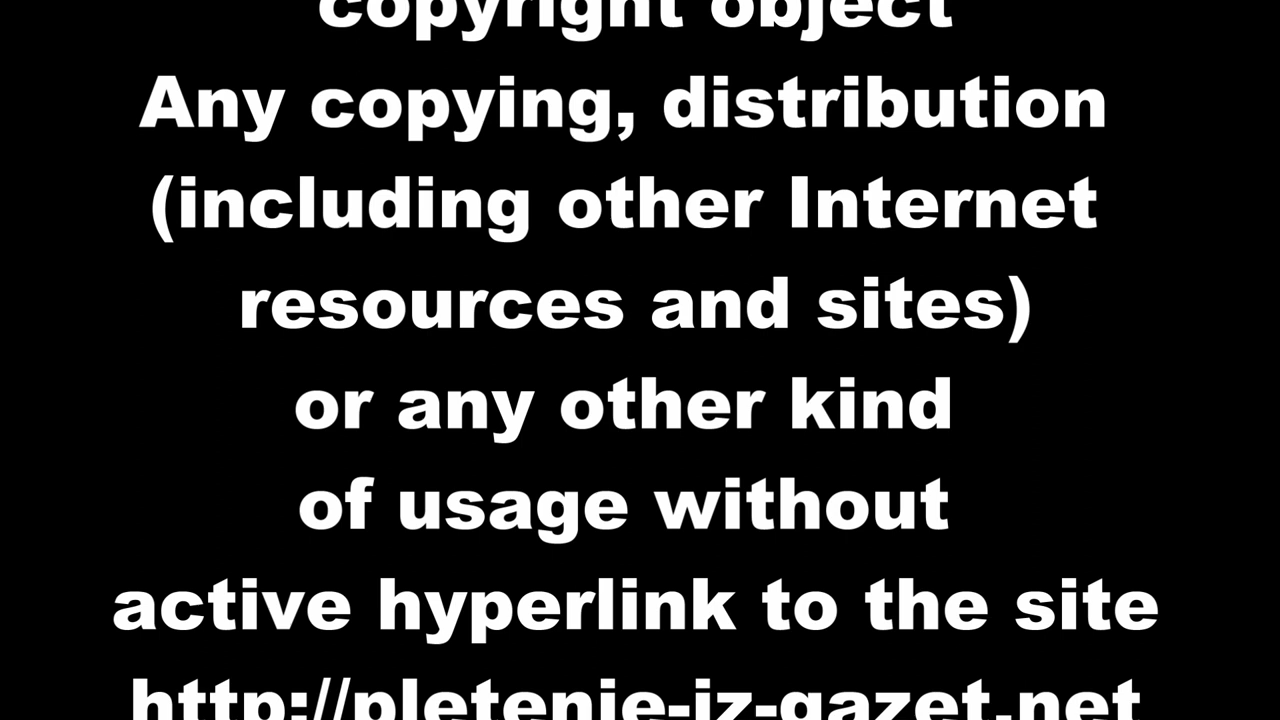 copyright object
Any copying, distribution
(including other Internet
resources and sites)
or any other kind
of usage without
active hyperlink to the site
http://pletenie-iz-gazet.net